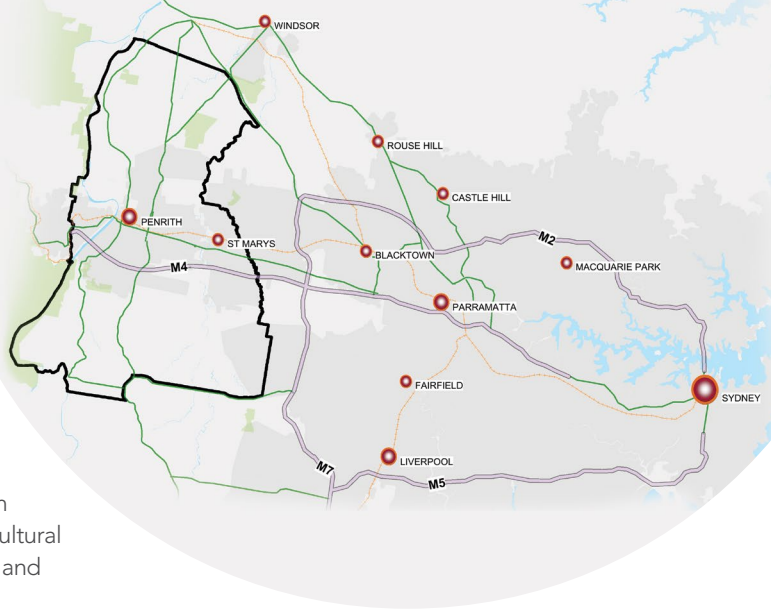 WINDSOR
ROUSE HILL
CASTLE HILL
PENRITH
ST MARYS
M2
BLACKTOWN
MACQUARIE PARK
M4
PARRAMATTA
FAIRFIELD
SYDNEY
LIVERPOOL
M7
M5
ultural
and